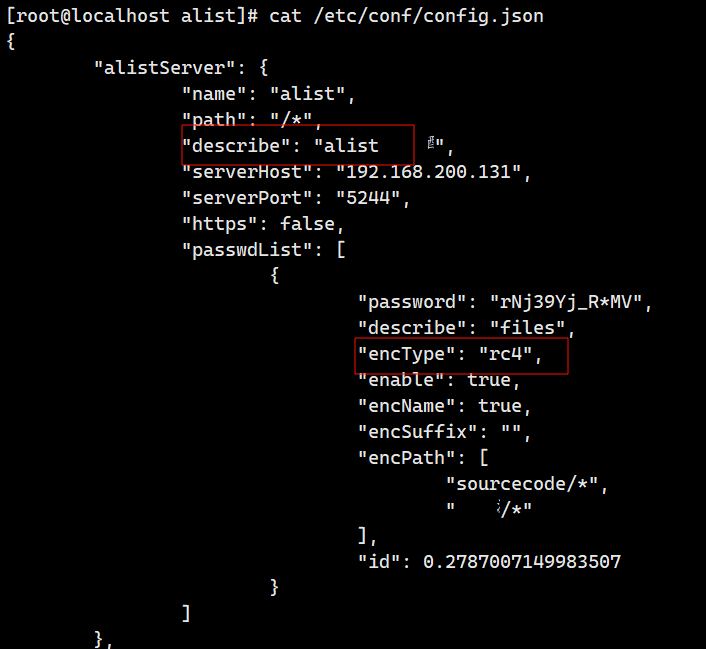 [root@localhost alist]# cat /etc/conf/config.json
{
"alistServer": {
"name": "alist",
"path": "/*",
"describe": "alist ",
"serverHost": "192.168.200.131",
"serverPort": "5244",
"https": false,
"passwdList": [
{
"password": "rNj39Yj_R*MV",
"describe": "files",
"encType": "rc4",
"enable": true,
"encName": true,
"encSuffix": "",
"encPath": [
"sourcecode/*",
" /*"
],
"id": 0.2787007149983507
}
]
},